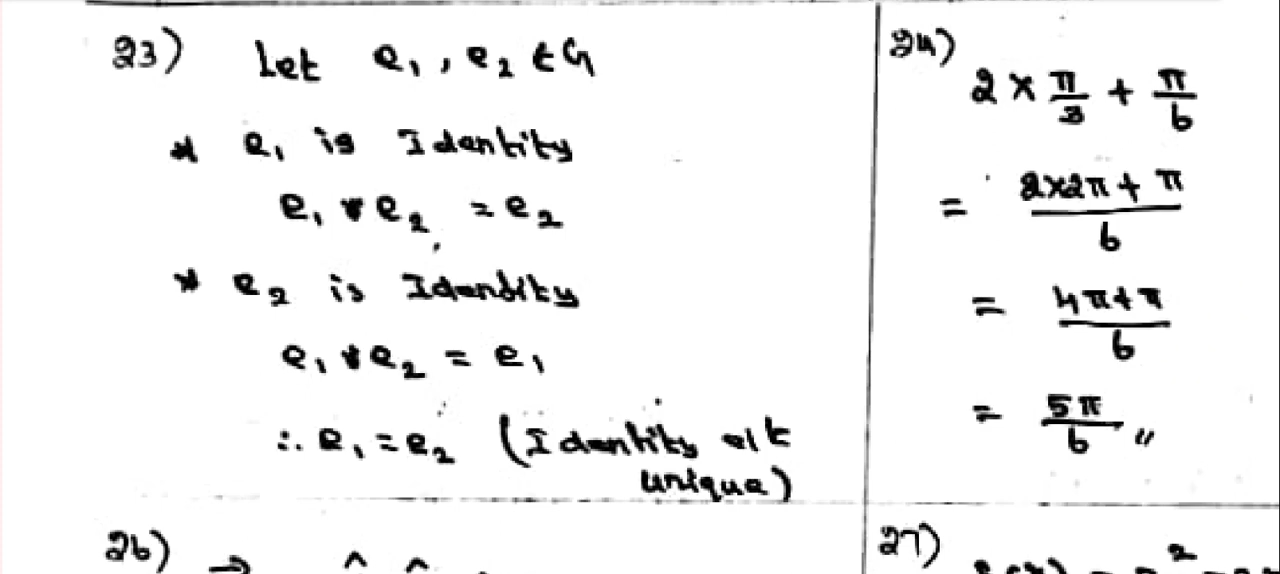 23) Let e₁, e₂ ∈ G
* e₁ is Identity
e₁ * e₂ = e₂
* e₂ is Identity
e₁ * e₂ = e₁
∴ e₁ = e₂ (Identity elt
unique)
24)
2 × π/3 + π/6
= 2×2π + π / 6
= 4π+π / 6
= 5π/6 〃
26)
27)